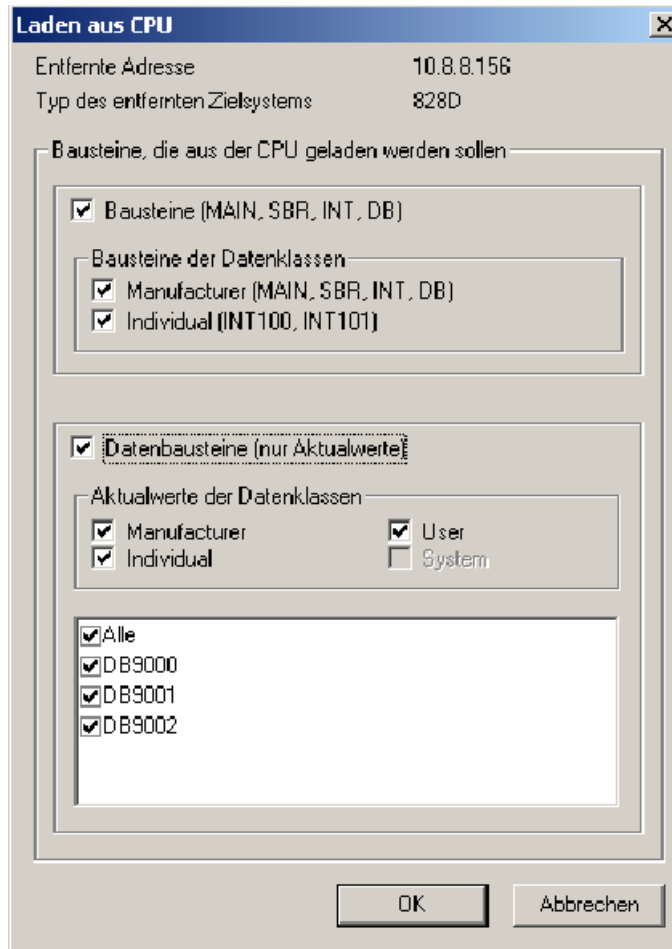 Laden aus CPU
Entfernte Adresse 10.8.8.156
Typ des entfernten Zielsystems 828D
Bausteine, die aus der CPU geladen werden sollen
Bausteine (MAIN, SBR, INT, DB)
Bausteine der Datenklassen
Manufacturer (MAIN, SBR, INT, DB)
Individual (INT100, INT101)
Datenbausteine (nur Aktualwerte)
Aktualwerte der Datenklassen
Manufacturer User
Individual System
Alle
DB9000
DB9001
DB9002
OK Abbrechen